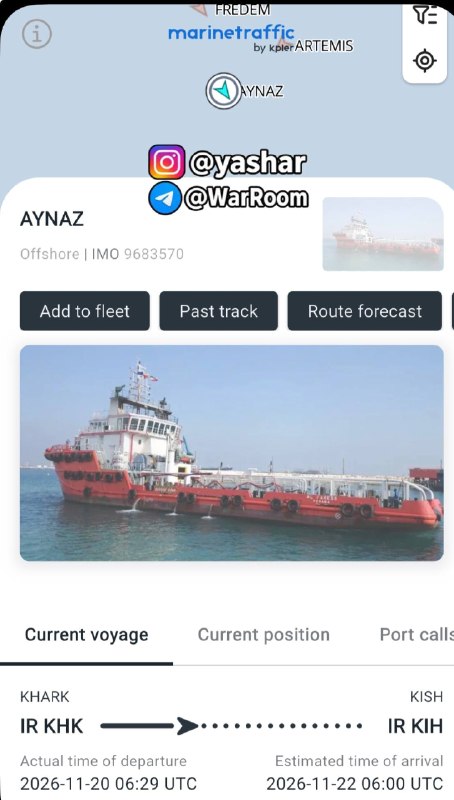 FREDEM
marinetraffic
by kpler
ARTEMIS
AYNAZ
@yashar
@WarRoom
AYNAZ
Offshore | IMO 9683570
Add to fleet
Past track
Route forecast
Current voyage
Current position
Port calls
KHARK
KISH
IR KHK
IR KIH
Actual time of departure
Estimated time of arrival
2026-11-20 06:29 UTC
2026-11-22 06:00 UTC